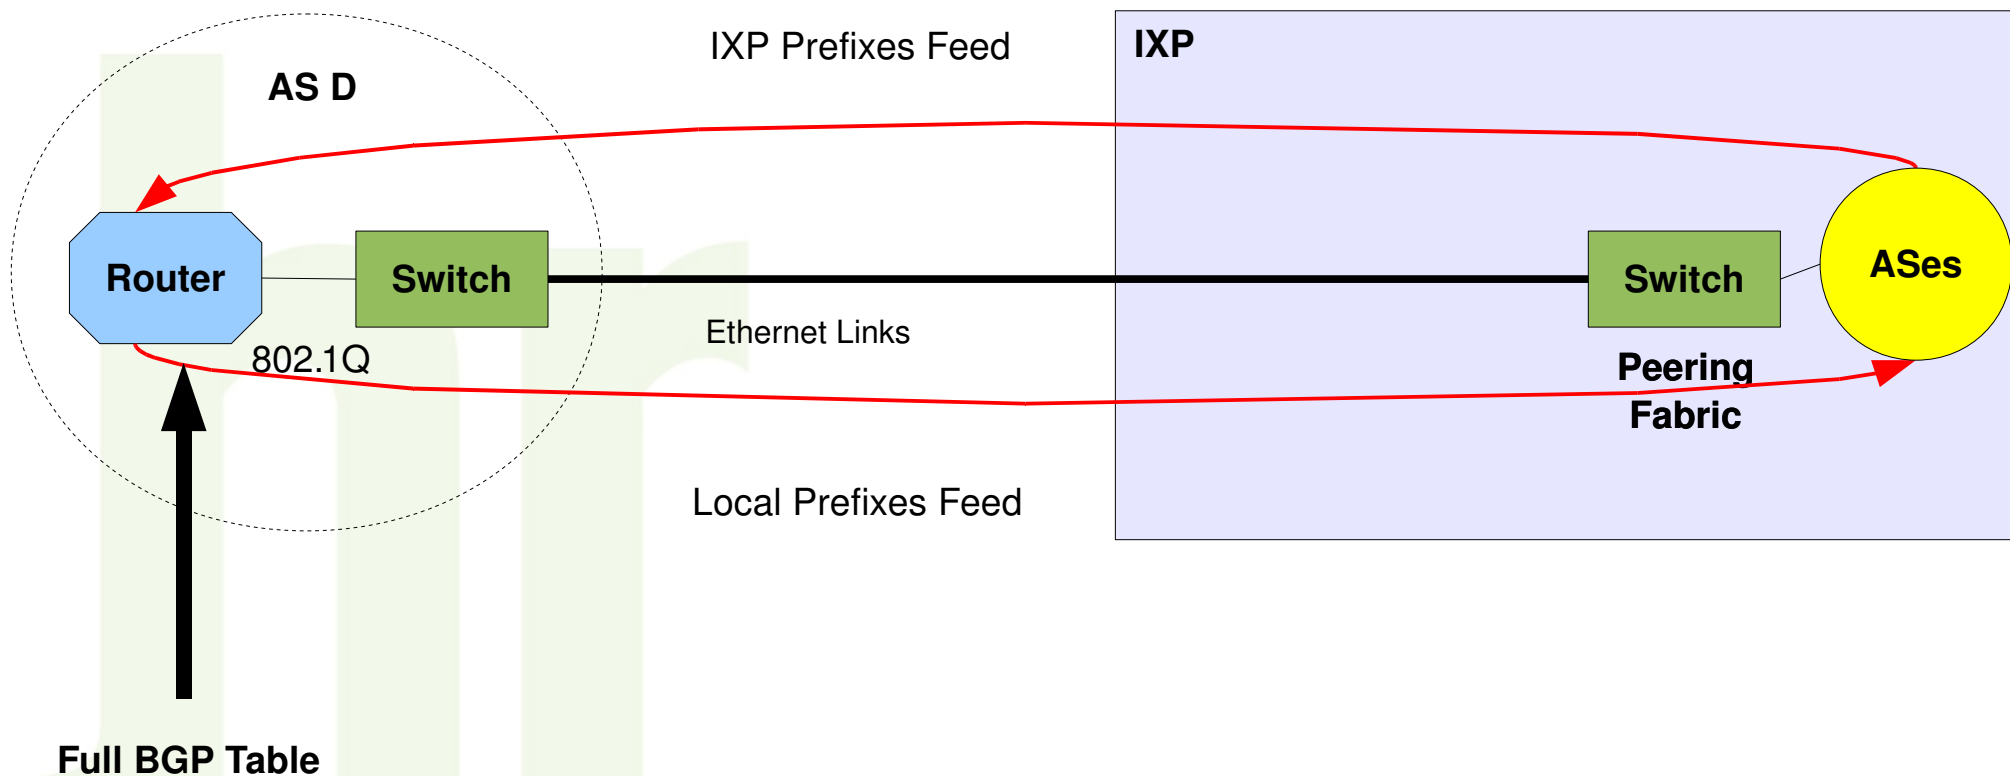 IXP Prefixes Feed
IXP
AS D
Router
Switch
Switch
ASes
Ethernet Links
802.1Q
Peering
Fabric
Local Prefixes Feed
Full BGP Table